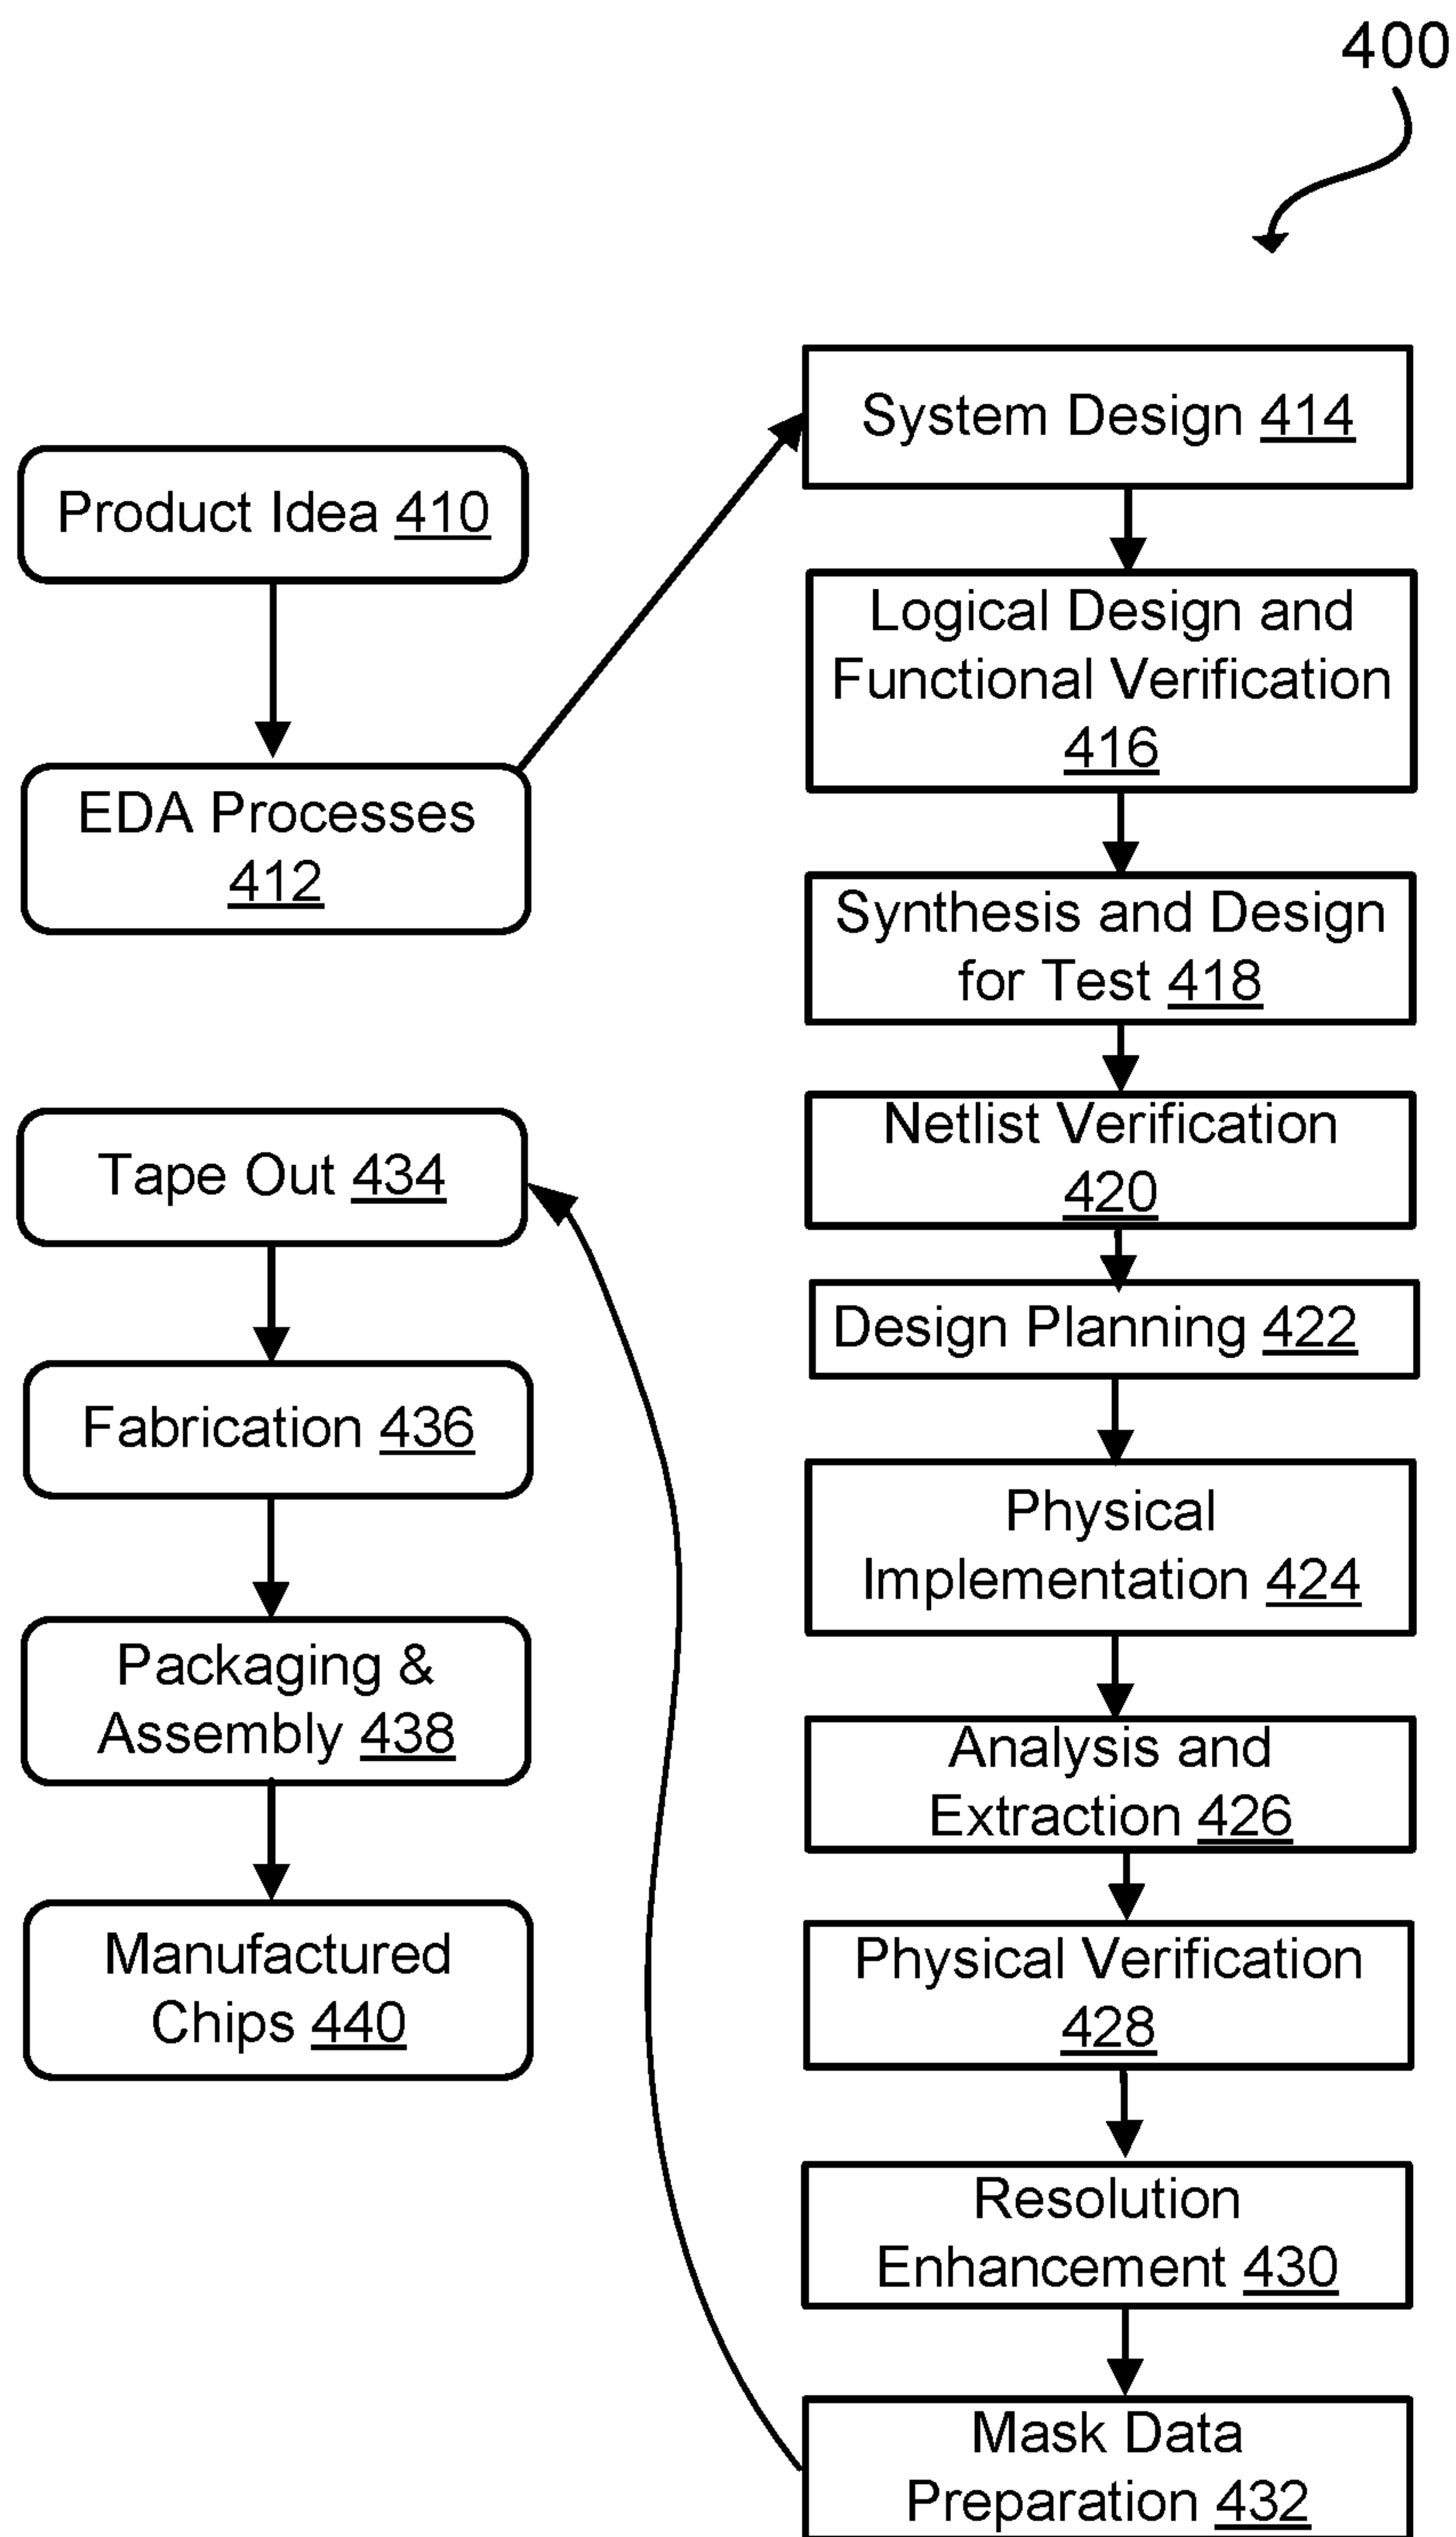 400
Product Idea 410
EDA Processes
412
System Design 414
Logical Design and
Functional Verification
416
Synthesis and Design
for Test 418
Netlist Verification
420
Design Planning 422
Physical
Implementation 424
Analysis and
Extraction 426
Physical Verification
428
Resolution
Enhancement 430
Mask Data
Preparation 432
Tape Out 434
Fabrication 436
Packaging &
Assembly 438
Manufactured
Chips 440